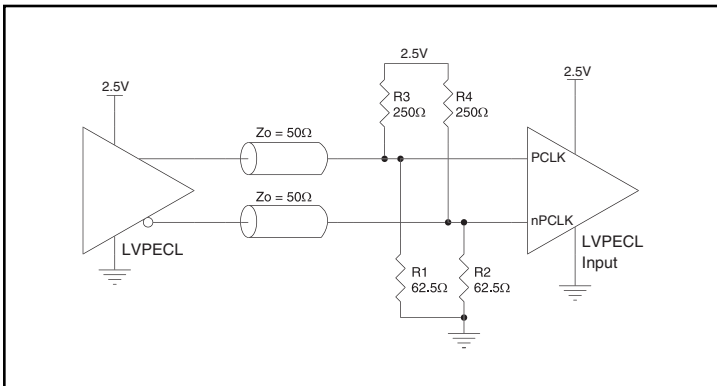 2.5V
2.5V
2.5V
R3
250Ω
R4
250Ω
Zo = 50Ω
PCLK
Zo = 50Ω
nPCLK
LVPECL
LVPECL
Input
R1
62.5Ω
R2
62.5Ω